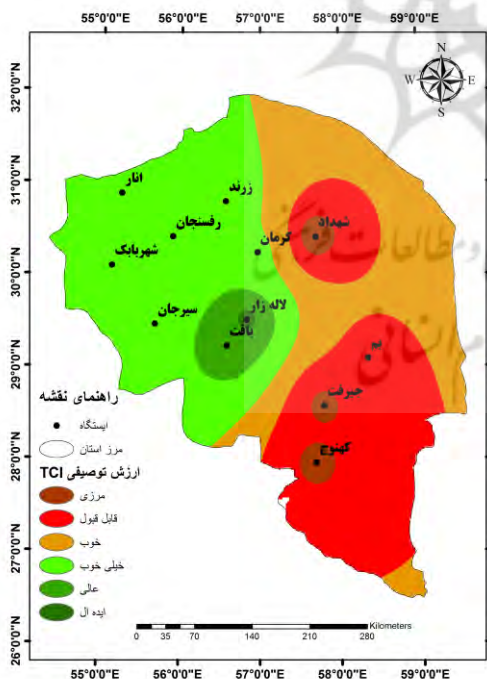 55°0'0"E 56°0'0"E 57°0'0"E 58°0'0"E 59°0'0"E
32°0'0"N
31°0'0"N
30°0'0"N
29°0'0"N
28°0'0"N
27°0'0"N
26°0'0"N
N
W E
S
انار
زرند
رفسنجان
شهربابک
کرمان
شهداد
سیرجان
لاله زار
بافت
بم
جیرفت
کهنوج
و مطالعات فرهنگی
راهنمای نقشه
ایستگاه
مرز استان
ارزش توصیفی TCI
مرزی
قابل قبول
خوب
خیلی خوب
عالی
ایده ال
Kilometers
0 35 70 140 210 280
55°0'0"E 56°0'0"E 57°0'0"E 58°0'0"E 59°0'0"E